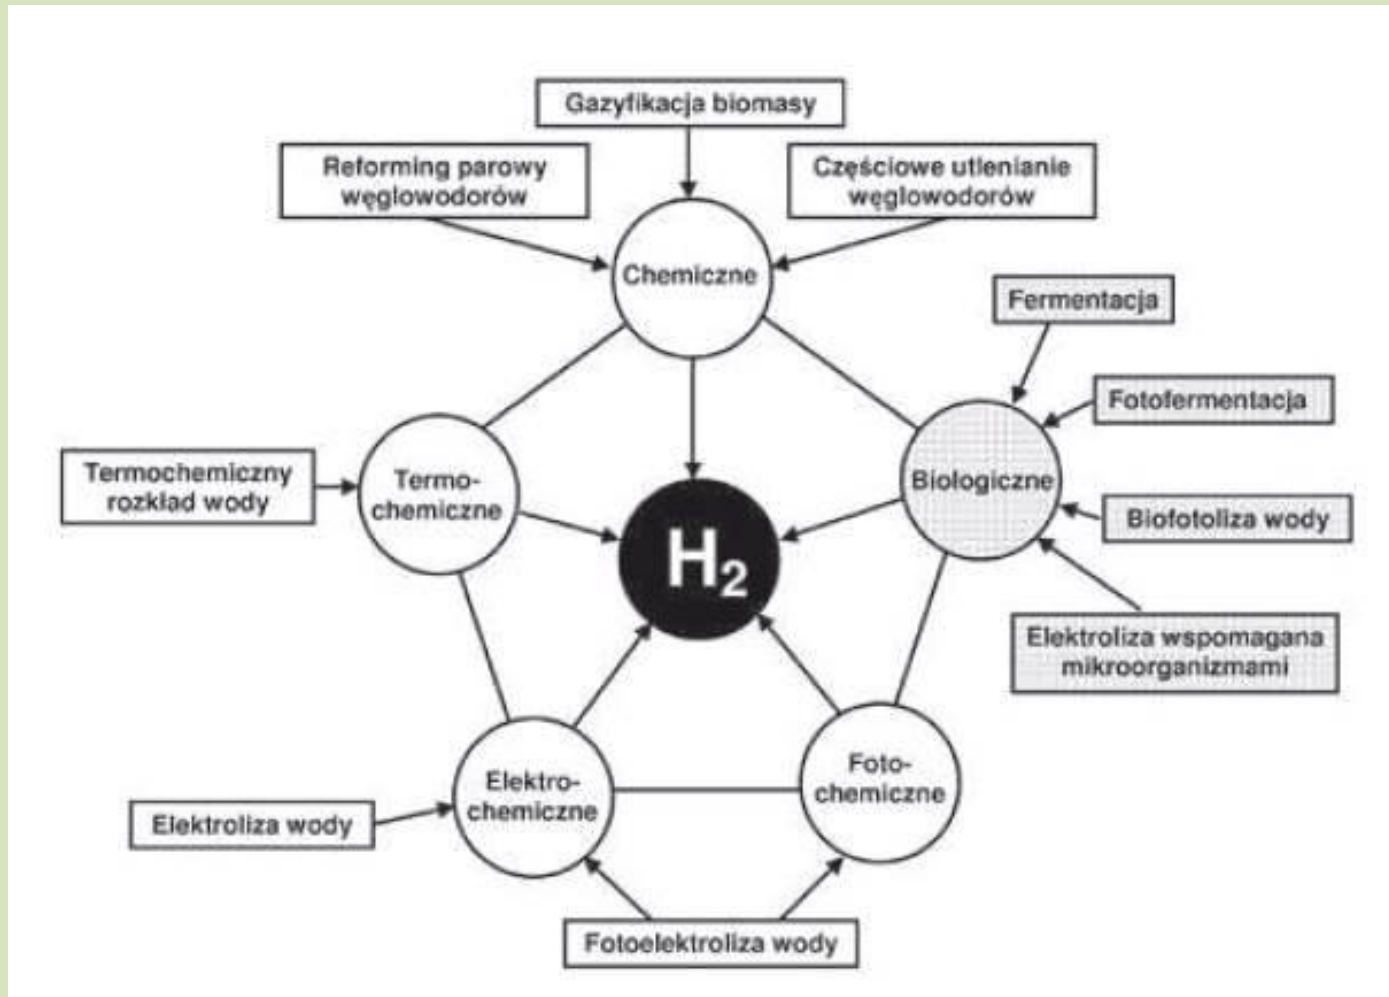 Gazyfikacja biomasy
Reforming parowy
węglowodorów
Częściowe utlenianie
węglowodorów
Chemiczne
Fermentacja
Fotofermentacja
Termochemiczny
rozkład wody
Termo-
chemiczne
Biologiczne
Biofotoliza wody
H₂
Elektroliza wspomagana
mikroorganizmami
Elektro-
chemiczne
Foto-
chemiczne
Elektroliza wody
Fotoelektroliza wody